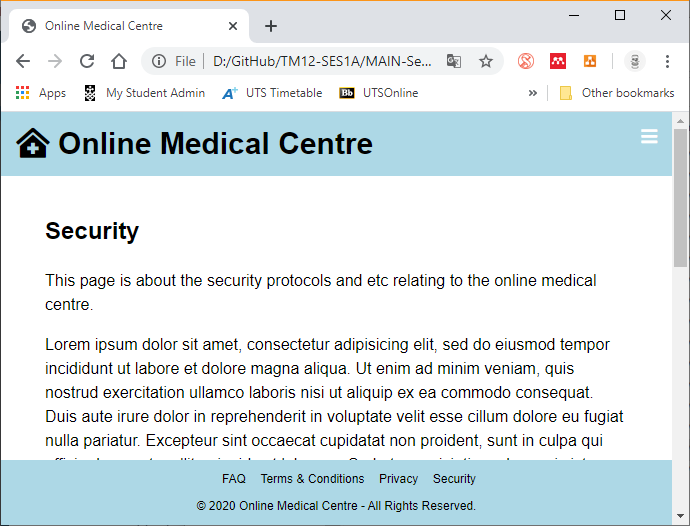 Online Medical Centre
File | D:/GitHub/TM12-SES1A/MAIN-Se...
Apps My Student Admin UTS Timetable Bb UTSOnline » Other bookmarks
Online Medical Centre
Security
This page is about the security protocols and etc relating to the online medical
centre.
Lorem ipsum dolor sit amet, consectetur adipisicing elit, sed do eiusmod tempor
incididunt ut labore et dolore magna aliqua. Ut enim ad minim veniam, quis
nostrud exercitation ullamco laboris nisi ut aliquip ex ea commodo consequat.
Duis aute irure dolor in reprehenderit in voluptate velit esse cillum dolore eu fugiat
nulla pariatur. Excepteur sint occaecat cupidatat non proident, sunt in culpa qui
FAQ Terms & Conditions Privacy Security
© 2020 Online Medical Centre - All Rights Reserved.